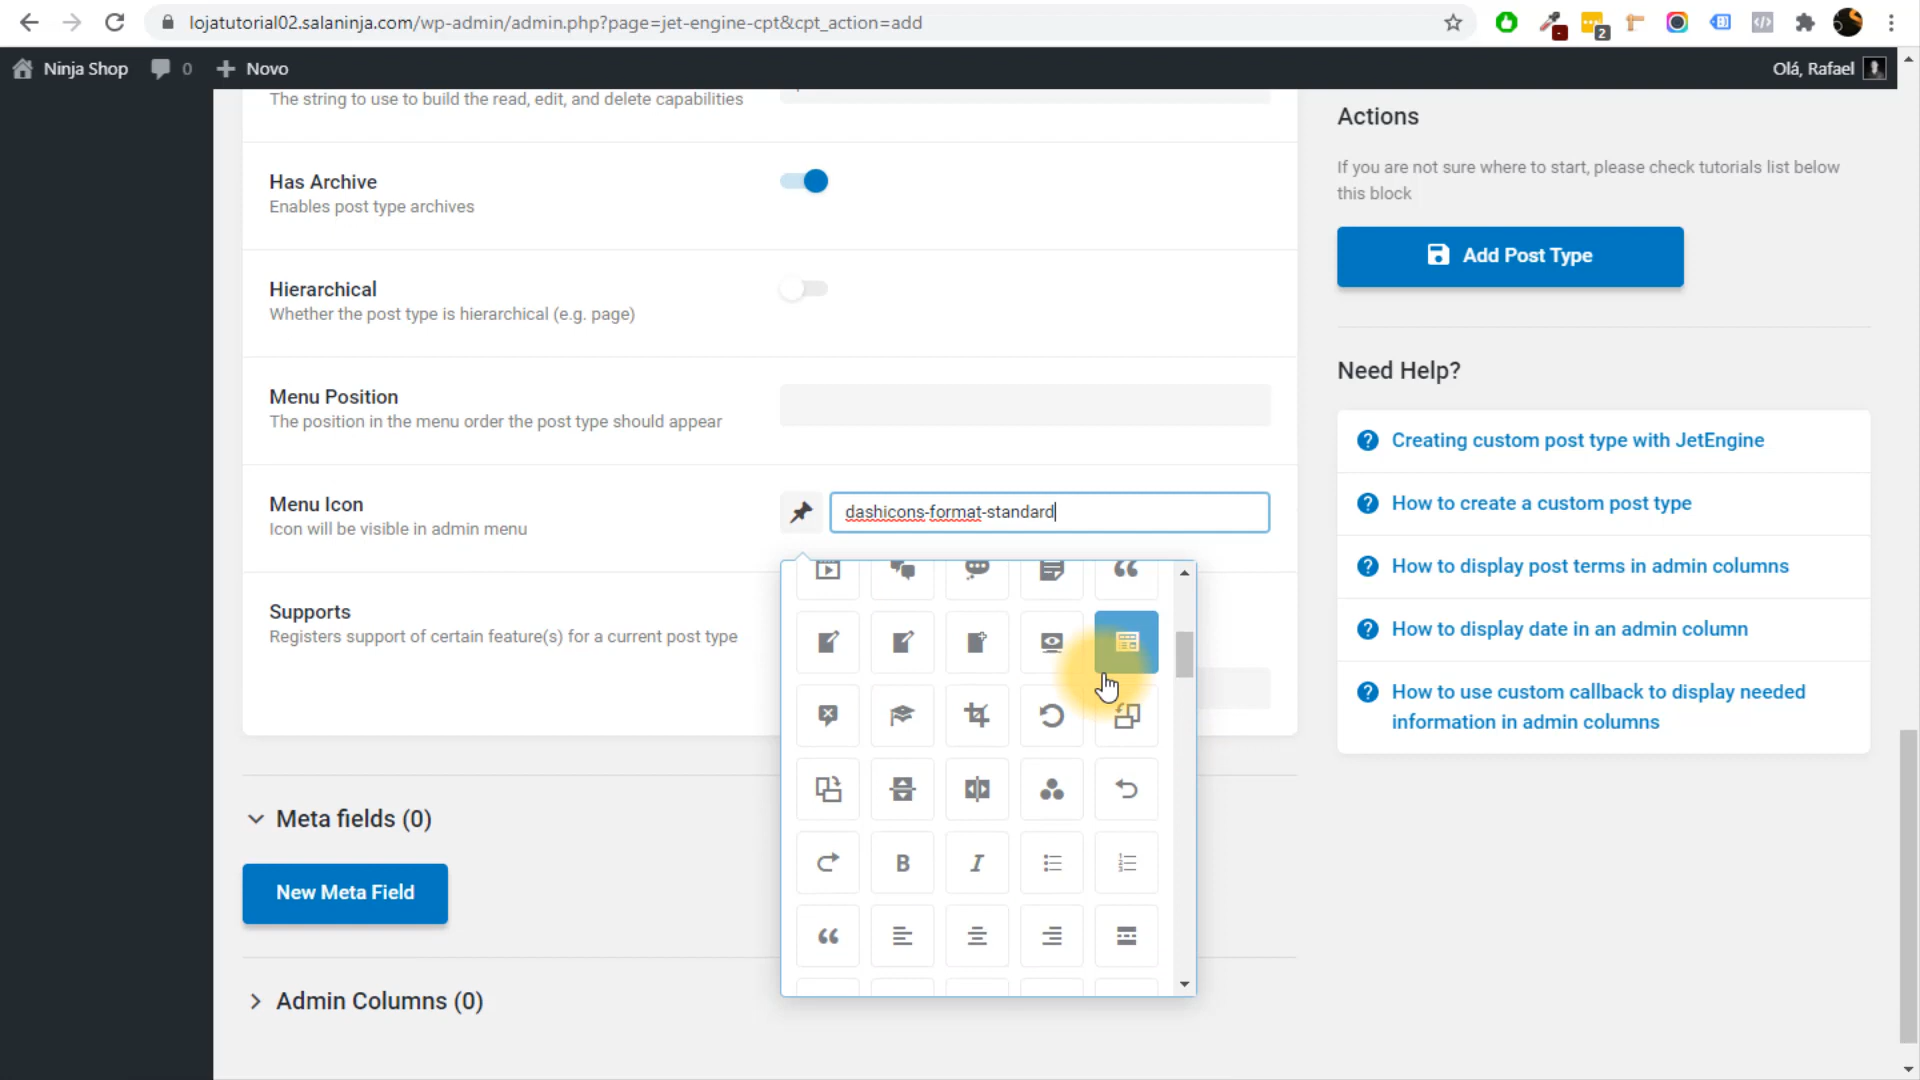 lojatutorial02.salaninja.com/wp-admin/admin.php?page=jet-engine-cpt&cpt_action=add
2
Ninja Shop
0
Novo
Olá, Rafael
The string to use to build the read, edit, and delete capabilities
Has Archive
Enables post type archives
Hierarchical
Whether the post type is hierarchical (e.g. page)
Menu Position
The position in the menu order the post type should appear
Menu Icon
Icon will be visible in admin menu
dashicons-format-standard
Supports
Registers support of certain feature(s) for a current post type
Meta fields (0)
New Meta Field
Admin Columns (0)
Actions
If you are not sure where to start, please check tutorials list below
this block
Add Post Type
Need Help?
Creating custom post type with JetEngine
How to create a custom post type
How to display post terms in admin columns
How to display date in an admin column
How to use custom callback to display needed
information in admin columns